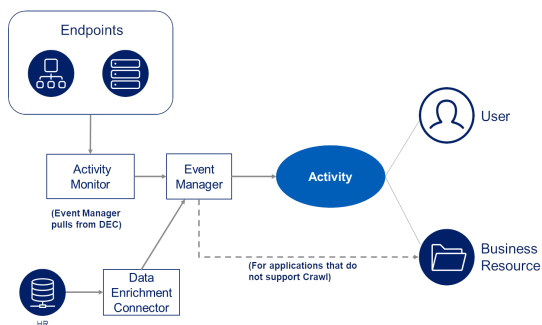 Endpoints
User
Activity
Monitor
Event
Manager
Activity
(Event Manager
pulls from DEC)
Business
Resource
(For applications that do
not support Crawl)
Data
Enrichment
Connector
HR